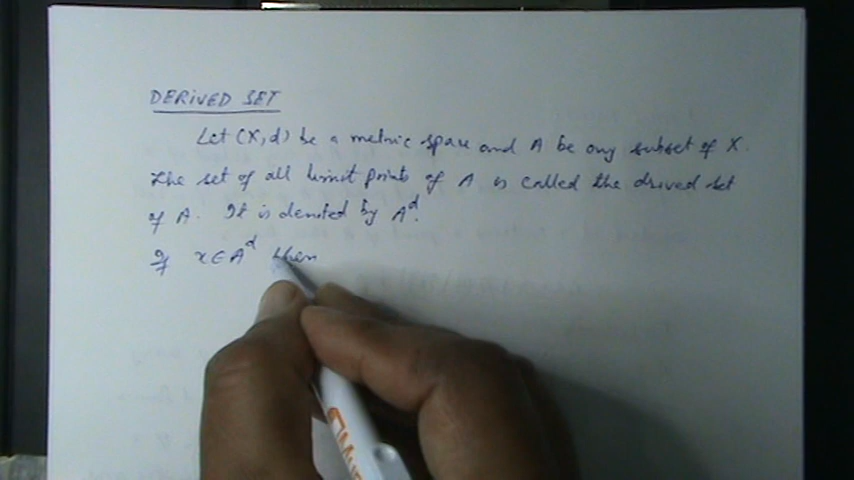 DERIVED SET
Let (X, d) be a metric space and A be any subset of X.
The set of all limit points of A is called the drived set
of A. It is denoted by A^d.
If x ∈ A^d then